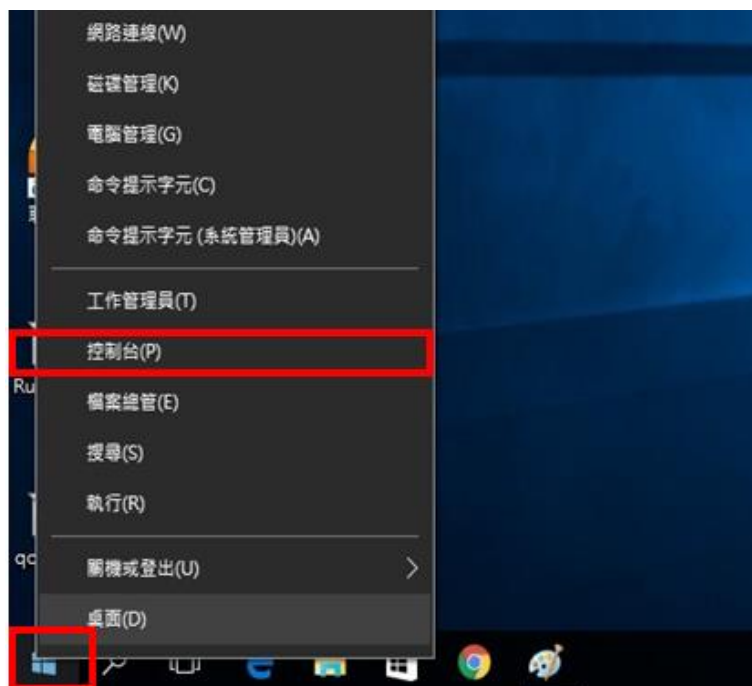 網路連線(W)
磁碟管理(K)
電腦管理(G)
命令提示字元(C)
命令提示字元 (系統管理員)(A)
工作管理員(T)
控制台(P)
Ru
檔案總管(E)
搜尋(S)
執行(R)
qc
關機或登出(U)
桌面(D)